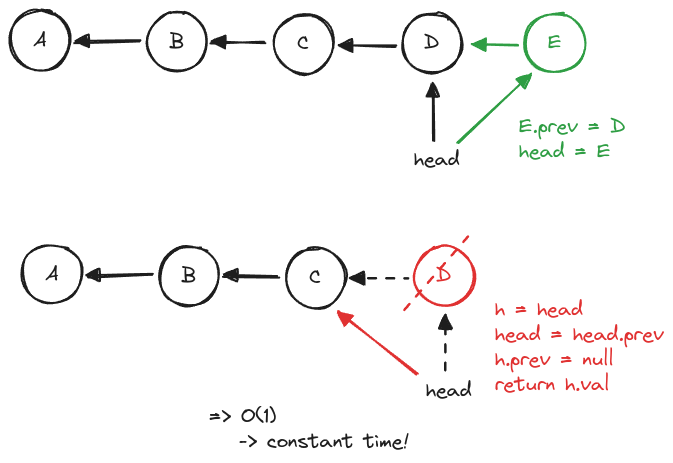 A B C D E
head
E.prev = D
head = E
A B C D
head
h = head
head = head.prev
h.prev = null
return h.val
=> O(1)
-> constant time!